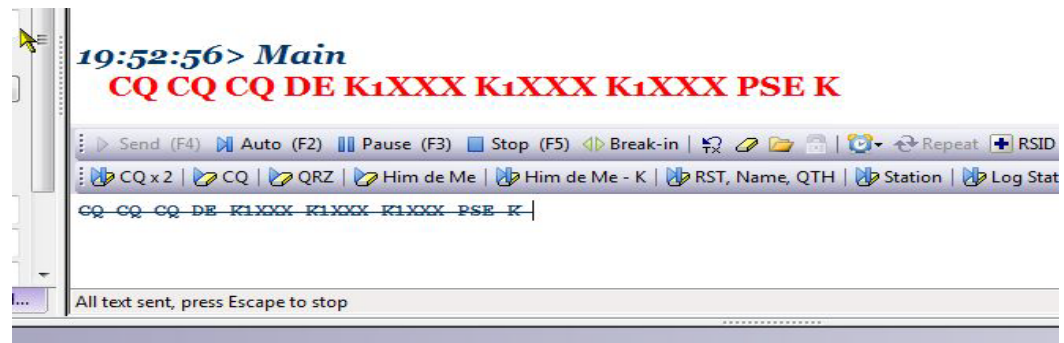 19:52:56> Main
CQ CQ CQ DE K1XXX K1XXX K1XXX PSE K
Send (F4) Auto (F2) Pause (F3) Stop (F5) Break-in Repeat RSID
CQ x 2 | CQ | QRZ | Him de Me | Him de Me - K | RST, Name, QTH | Station | Log Stat
CQ CQ CQ DE K1XXX K1XXX K1XXX PSE K
All text sent, press Escape to stop